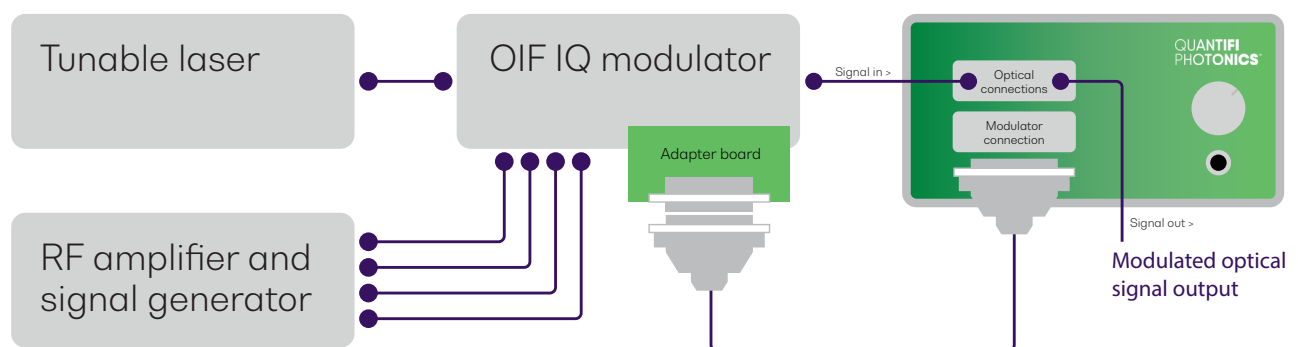 Tunable laser
OIF IQ modulator
Adapter board
RF amplifier and
signal generator
Signal in >
Optical
connections
Modulator
connection
QUANTIFI
PHOTONICS™
Signal out >
Modulated optical
signal output